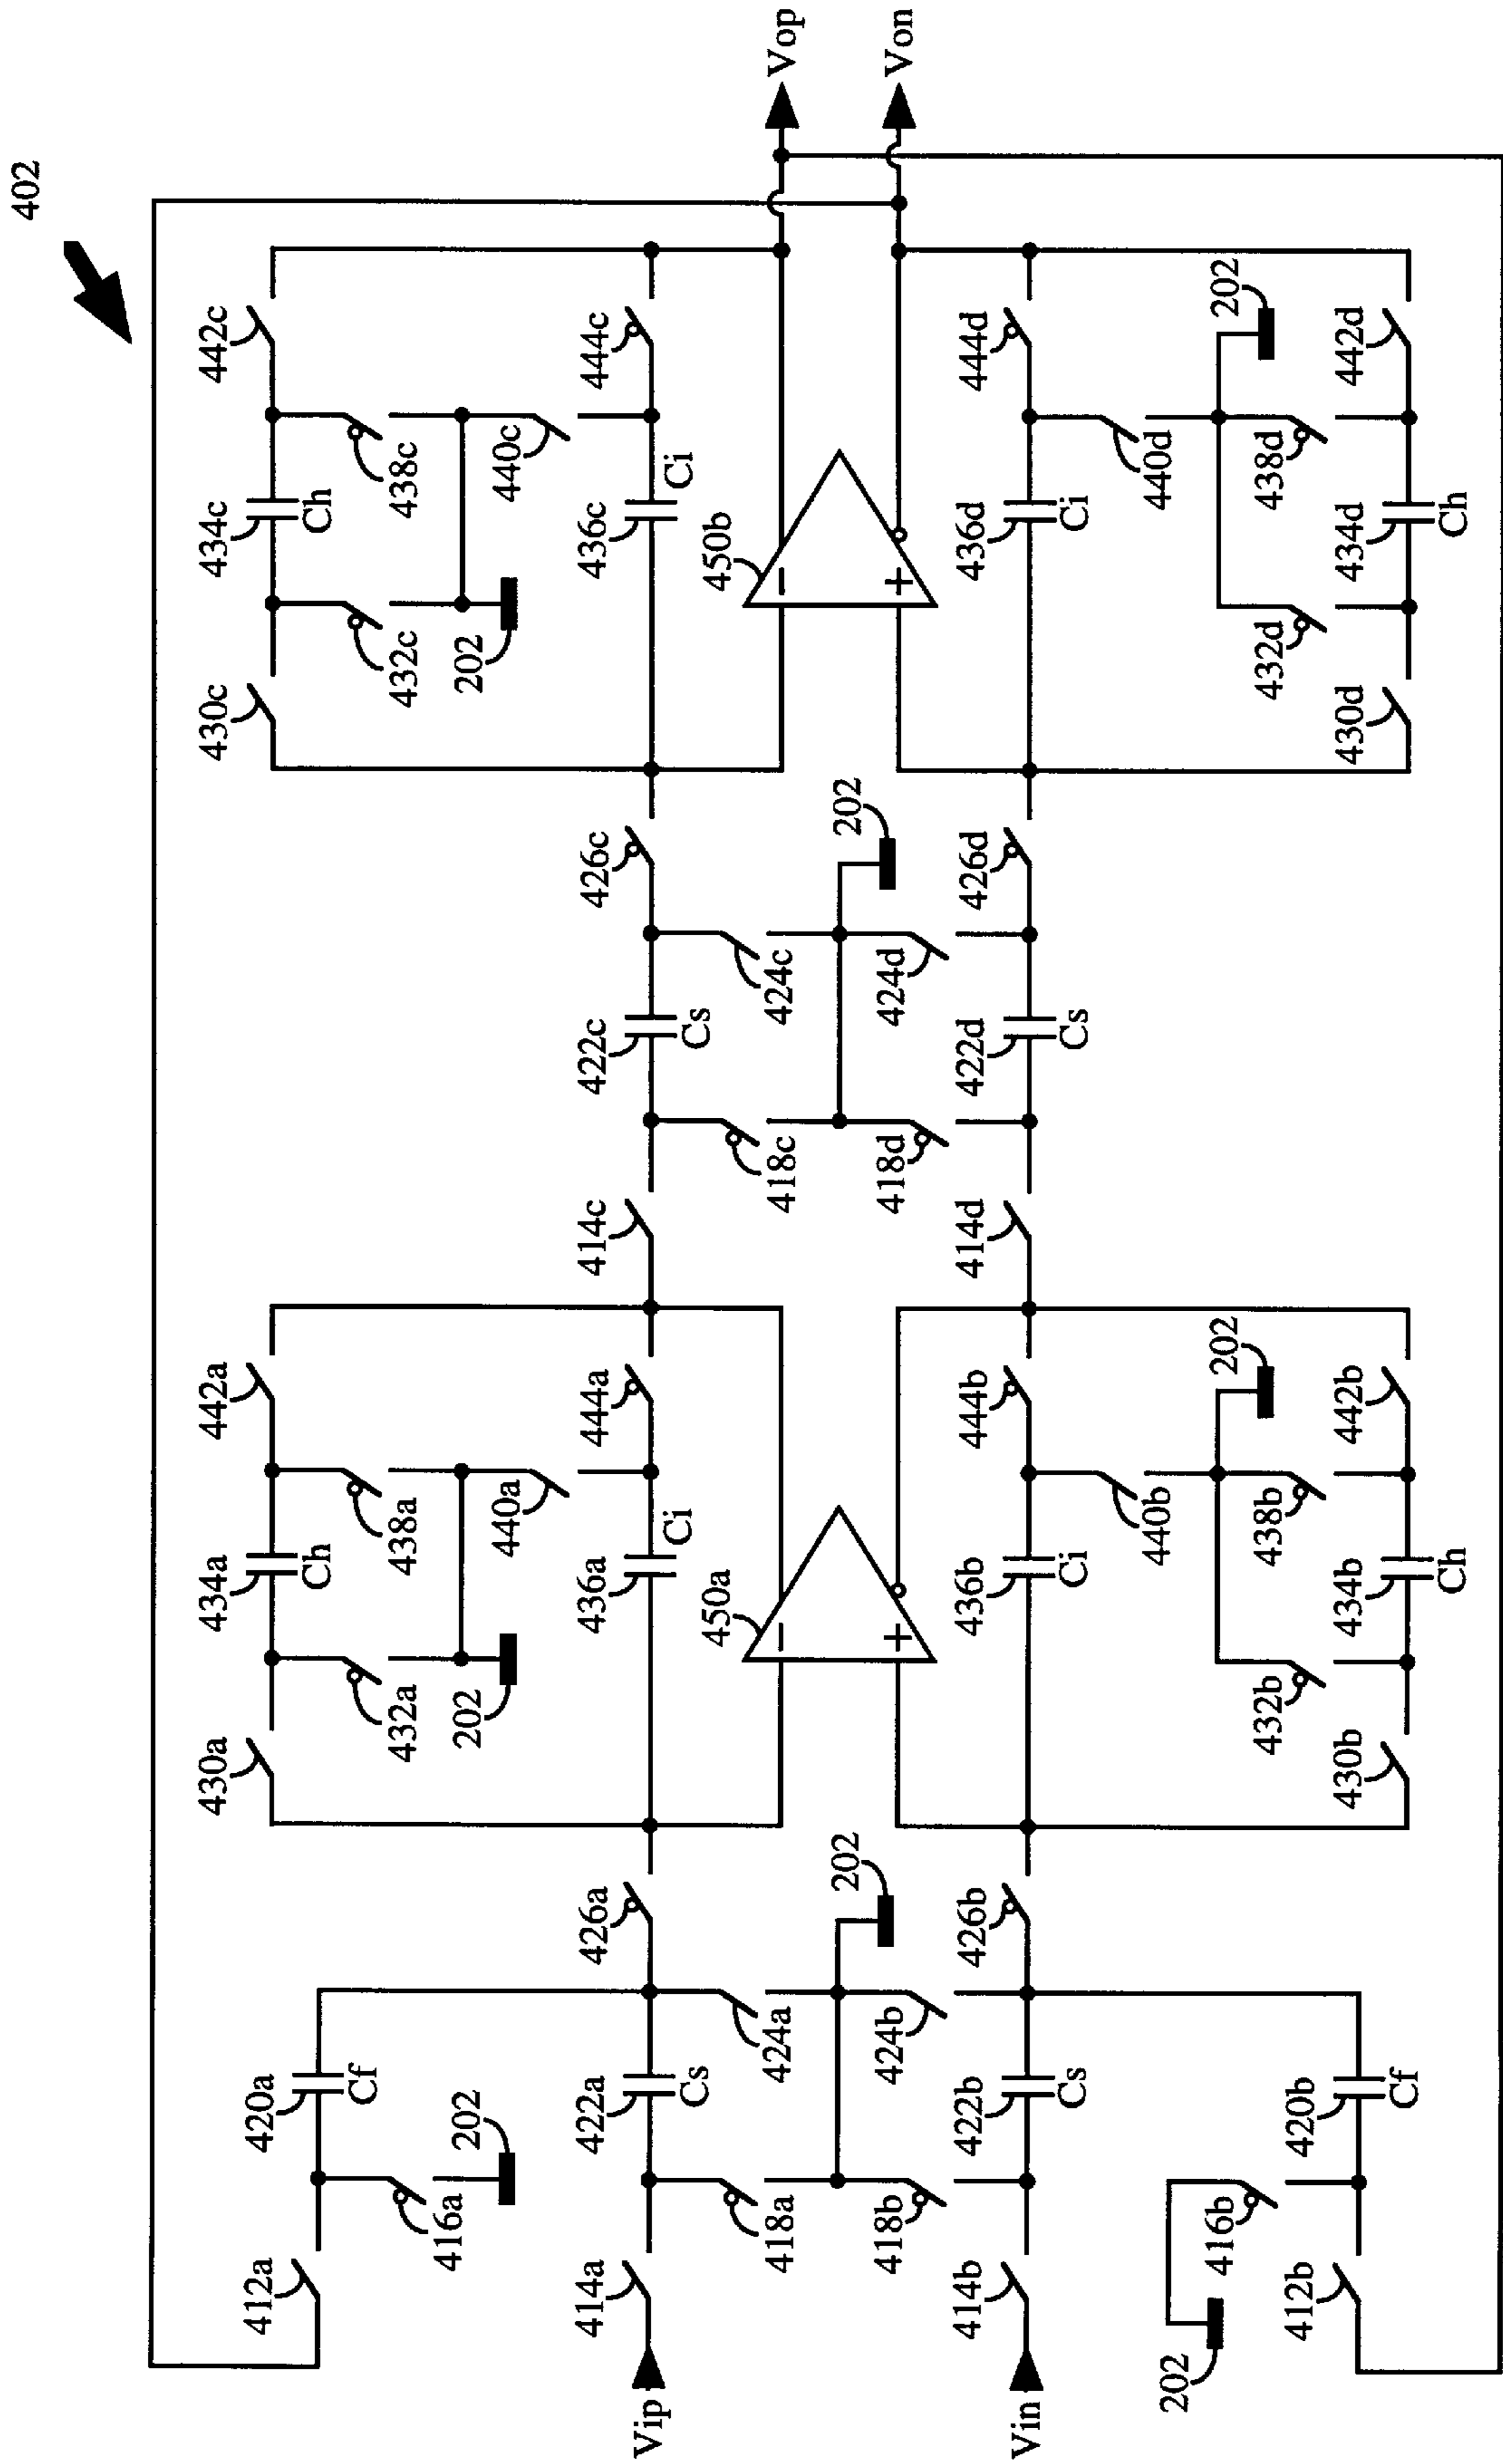 402
412a
420a
Cf
416a
202
Vip
414a
422a
Cs
426a
418a
424a
202
418b
424b
Vin
414b
422b
Cs
426b
202
416b
412b
420b
Cf
430a
434a
Ch
442a
432a
438a
202
440a
436a
Ci
444a
450a
−
+
436b
Ci
444b
440b
202
432b
438b
430b
434b
Ch
442b
414c
422c
Cs
426c
418c
424c
202
418d
424d
414d
422d
Cs
426d
430c
434c
Ch
442c
432c
438c
202
440c
436c
Ci
444c
450b
−
+
436d
Ci
444d
440d
202
432d
438d
430d
434d
Ch
442d
Vop
Von